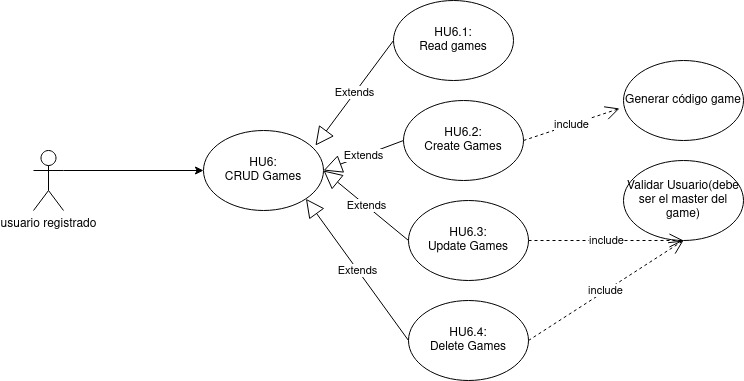 HU6.1:
Read games
Extends
Generar código game
HU6.2:
Create Games
include
Extends
HU6:
CRUD Games
Validar Usuario(debe
ser el master del
game)
usuario registrado
Extends
HU6.3:
Update Games
include
Extends
include
HU6.4:
Delete Games